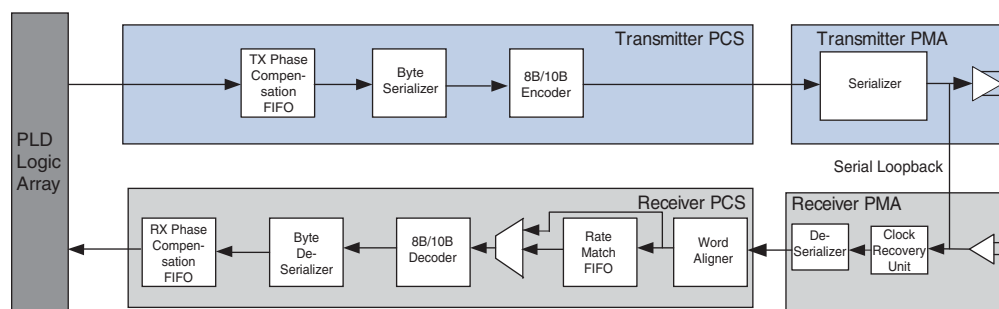 Transmitter PCS
Transmitter PMA
TX Phase
Compen-
sation
FIFO
Byte
Serializer
8B/10B
Encoder
Serializer
PLD
Logic
Array
Serial Loopback
Receiver PCS
Receiver PMA
RX Phase
Compen-
sation
FIFO
Byte
De-
Serializer
8B/10B
Decoder
Rate
Match
FIFO
Word
Aligner
De-
Serializer
Clock
Recovery
Unit